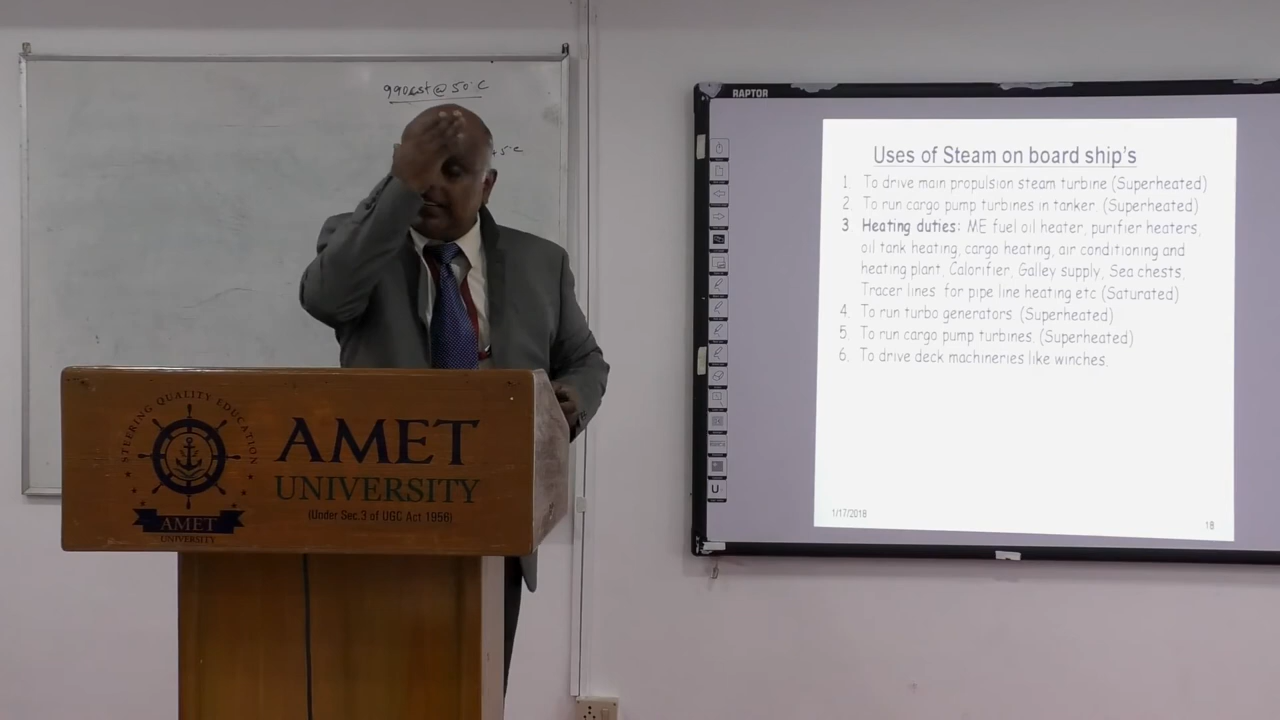 990cst@50°C
+5°C
RAPTOR
Uses of Steam on board ship's
1. To drive main propulsion steam turbine (Superheated)
2. To run cargo pump turbines in tanker. (Superheated)
3 Heating duties: ME fuel oil heater, purifier heaters,
oil tank heating, cargo heating, air conditioning and
heating plant, Calorifier, Galley supply, Sea chests,
Tracer lines for pipe line heating etc (Saturated)
4. To run turbo generators. (Superheated)
5. To run cargo pump turbines. (Superheated)
6. To drive deck machineries like winches.
1/17/2018
18
STEERING QUALITY EDUCATION
AMET
UNIVERSITY
AMET
UNIVERSITY
(Under Sec.3 of UGC Act 1956)